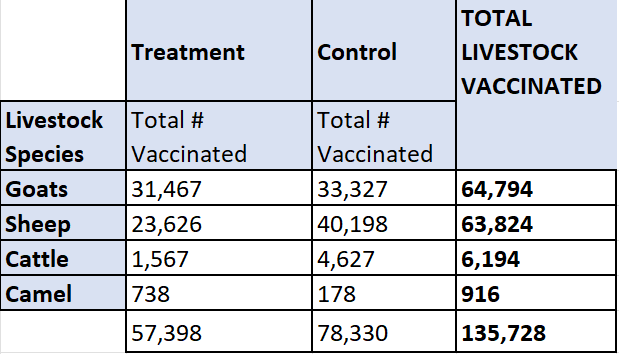 Treatment Control TOTAL LIVESTOCK VACCINATED
Livestock Species Total # Vaccinated Total # Vaccinated
Goats 31,467 33,327 64,794
Sheep 23,626 40,198 63,824
Cattle 1,567 4,627 6,194
Camel 738 178 916
57,398 78,330 135,728